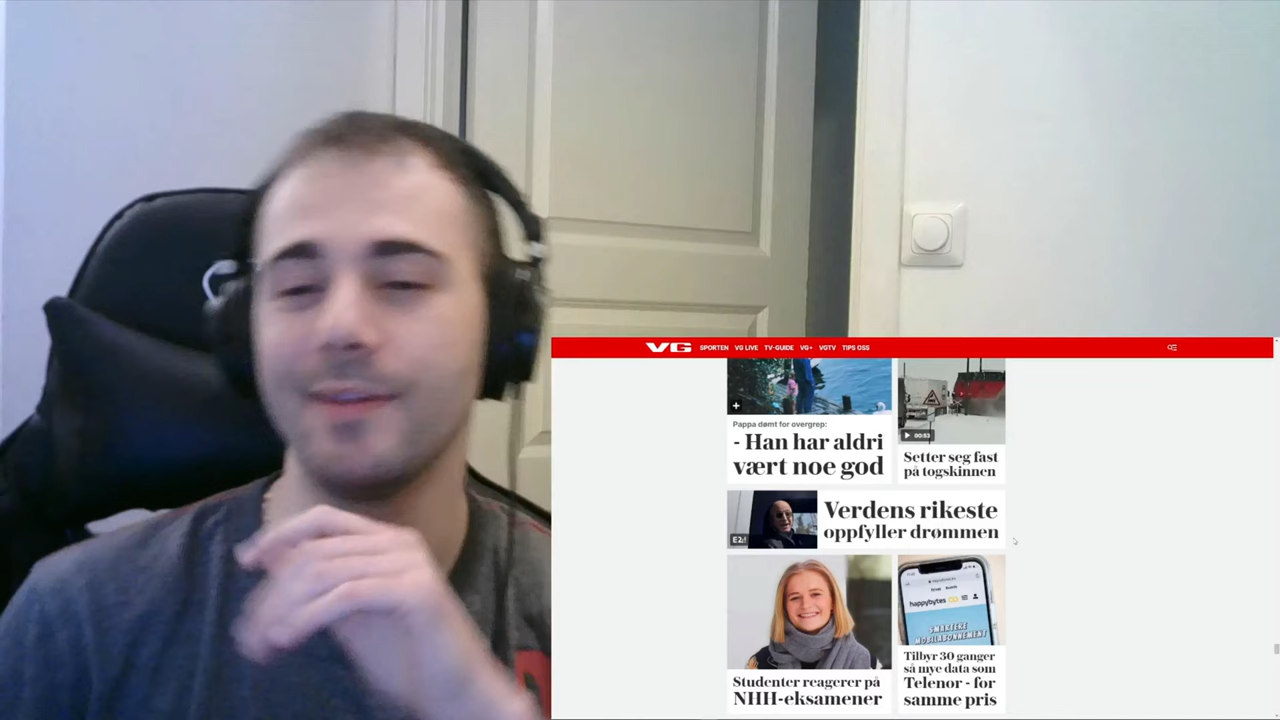 VG SPORTEN VG LIVE TV-GUIDE VG+ VGTV TIPS OSS
Pappa dømt for overgrep:
- Han har aldri
vært noe god
00:53
Setter seg fast
på togskinnen
E24
Verdens rikeste
oppfyller drømmen
Studenter reagerer på
NHH-eksamener
happybytes
SMARTERE
MOBILABONNEMENT
Tilbyr 30 ganger
så mye data som
Telenor - for
samme pris